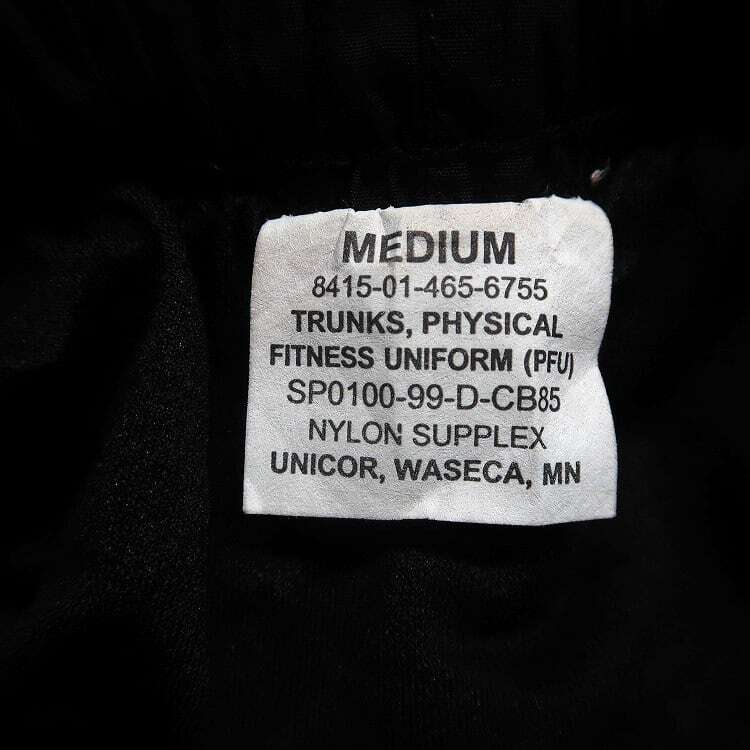 MEDIUM
8415-01-465-6755
TRUNKS, PHYSICAL
FITNESS UNIFORM (PFU)
SP0100-99-D-CB85
NYLON SUPPLEX
UNICOR, WASECA, MN